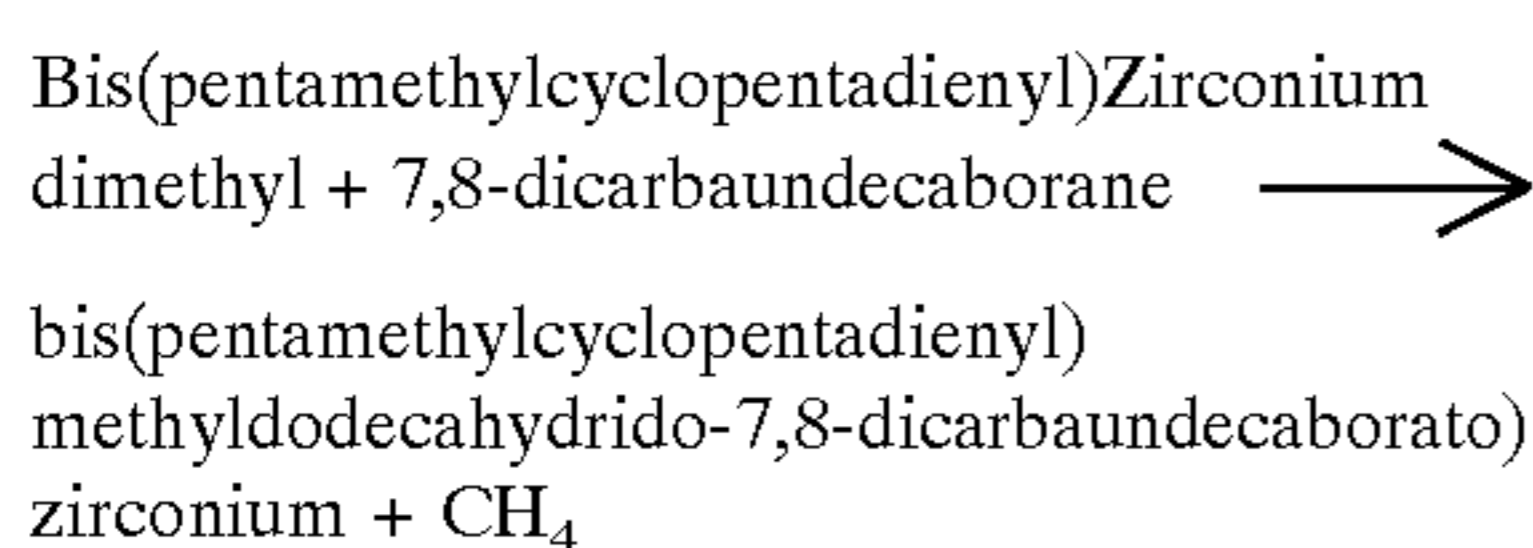 Bis(pentamethylcyclopentadienyl)Zirconium
dimethyl + 7,8-dicarbaundecaborane ⟶
bis(pentamethylcyclopentadienyl)
methyldodecahydrido-7,8-dicarbaundecaborato)
zirconium + CH₄